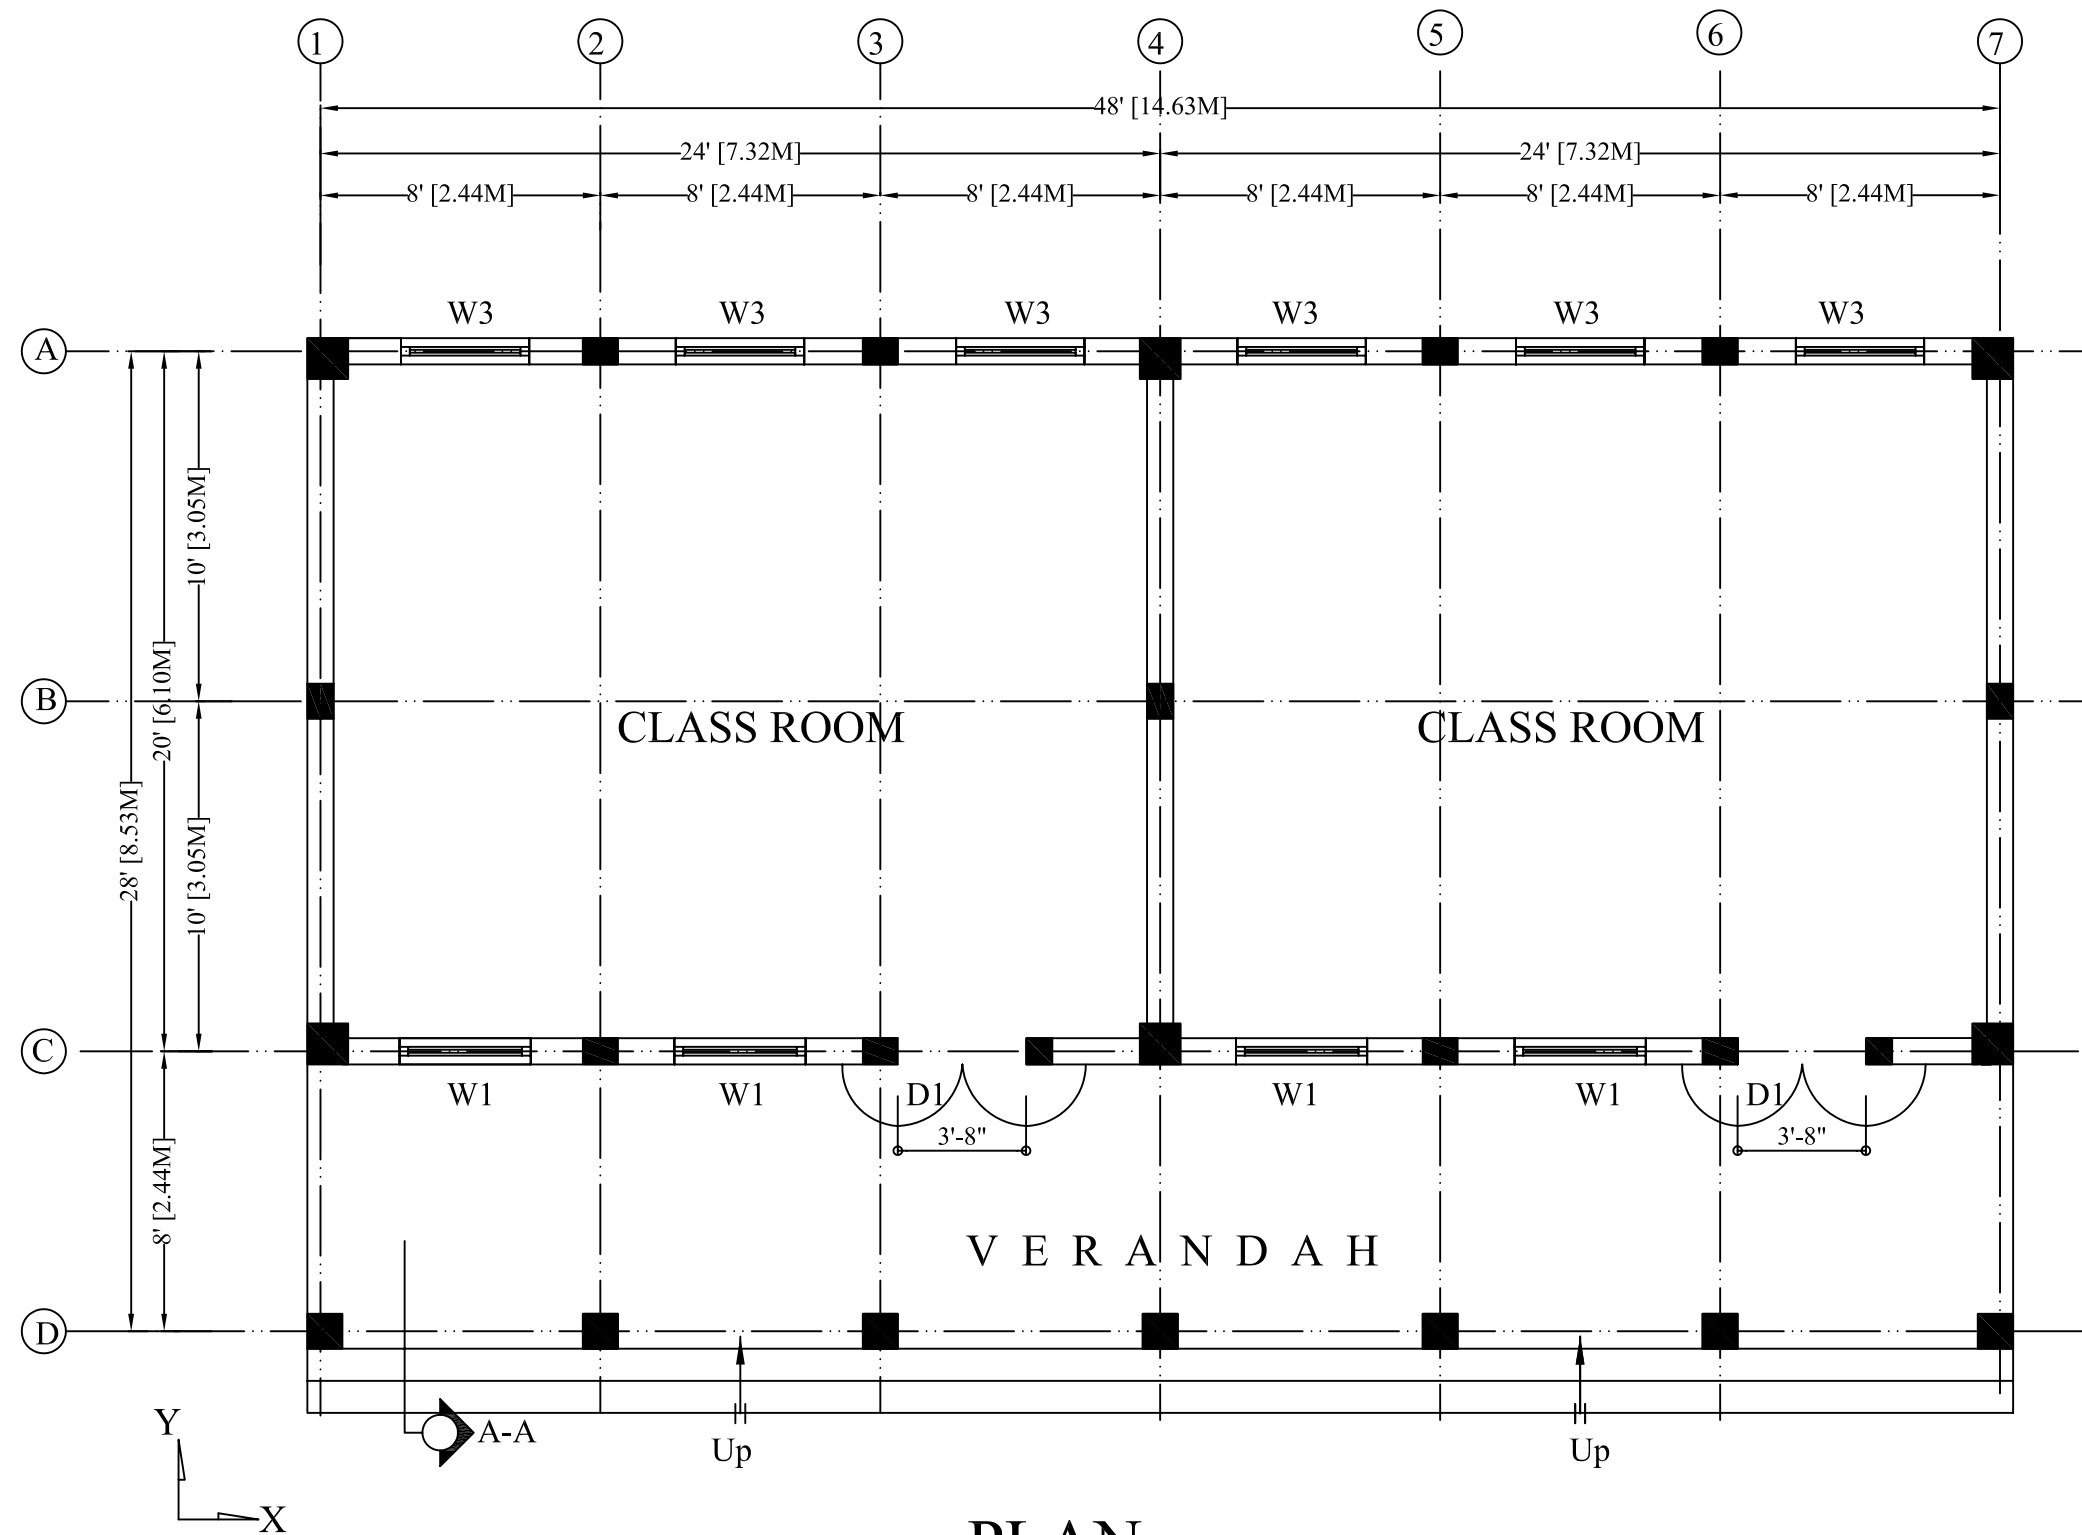 1 2 3 4 5 6 7
48' [14.63M]
24' [7.32M] 24' [7.32M]
8' [2.44M] 8' [2.44M] 8' [2.44M] 8' [2.44M] 8' [2.44M] 8' [2.44M]
W3 W3 W3 W3 W3 W3
A
10' [3.05M]
20' [6.10M]
B
CLASS ROOM CLASS ROOM
28' [8.53M]
10' [3.05M]
C
W1 W1 D1 W1 W1 D1
3'-8" 3'-8"
8' [2.44M]
VERANDAH
D
Y
A-A
Up Up
X
PLAN